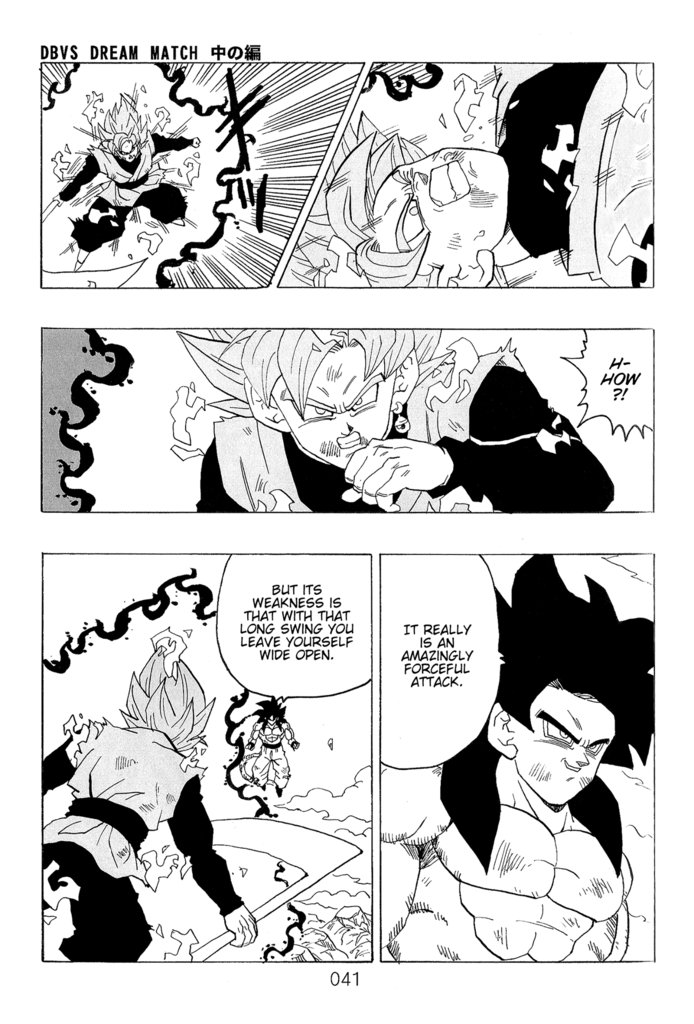 DBVS DREAM MATCH 中の編
H-
HOW
?!
IT REALLY
IS AN
AMAZINGLY
FORCEFUL
ATTACK.
BUT ITS
WEAKNESS IS
THAT WITH THAT
LONG SWING YOU
LEAVE YOURSELF
WIDE OPEN.
041